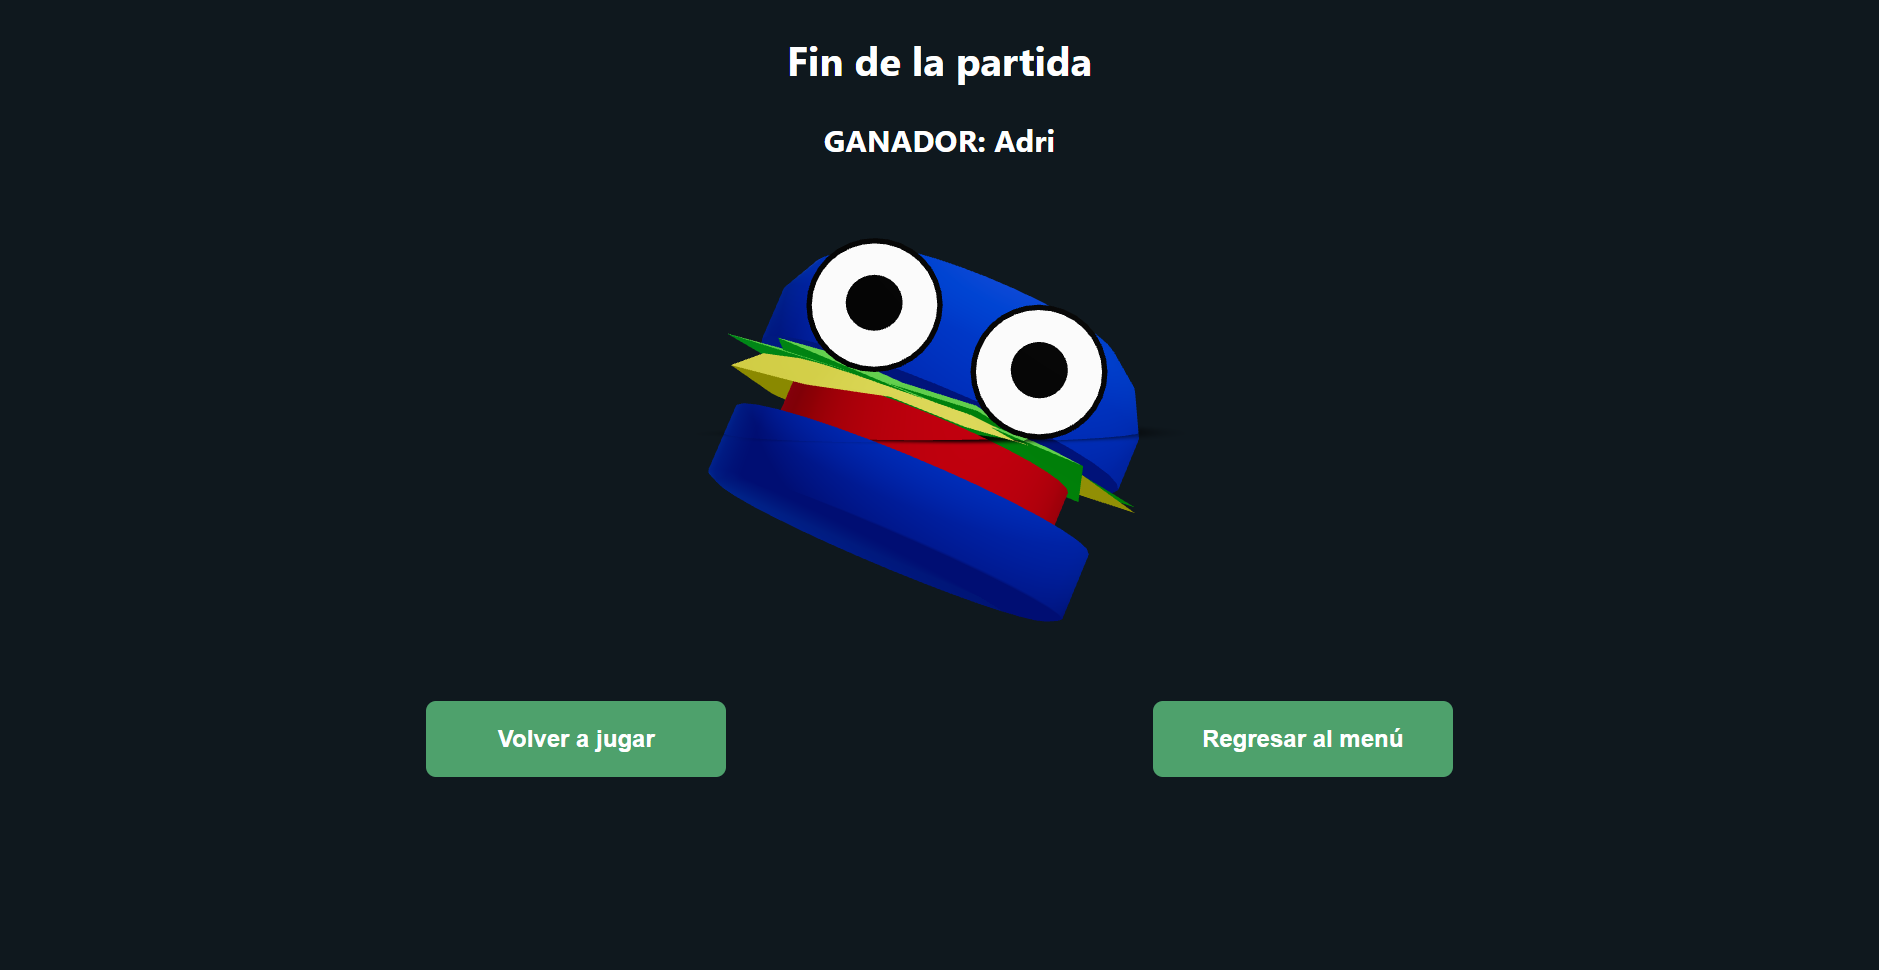 Fin de la partida
GANADOR: Adri
Volver a jugar
Regresar al menú